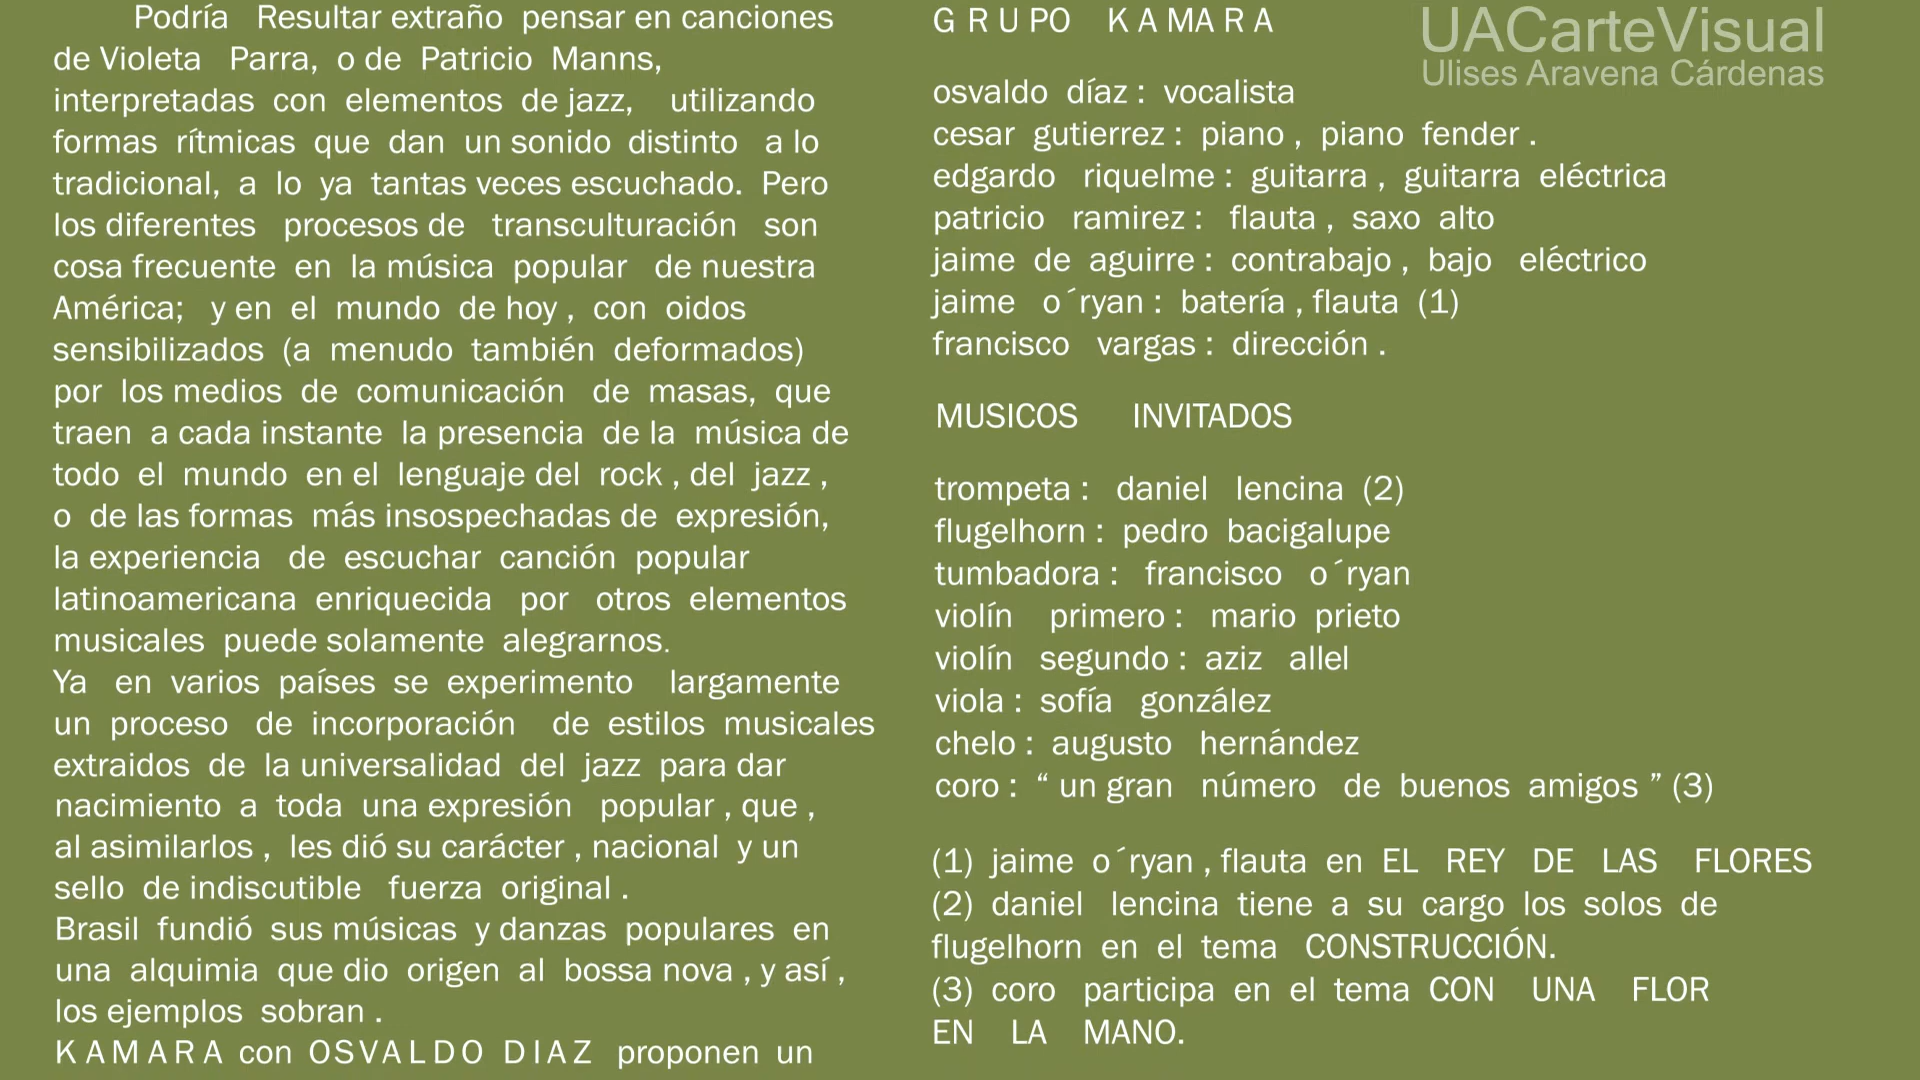 Podría Resultar extraño pensar en canciones
de Violeta Parra, o de Patricio Manns,
interpretadas con elementos de jazz, utilizando
formas rítmicas que dan un sonido distinto a lo
tradicional, a lo ya tantas veces escuchado. Pero
los diferentes procesos de transculturación son
cosa frecuente en la música popular de nuestra
América; y en el mundo de hoy , con oidos
sensibilizados (a menudo también deformados)
por los medios de comunicación de masas, que
traen a cada instante la presencia de la música de
todo el mundo en el lenguaje del rock , del jazz ,
o de las formas más insospechadas de expresión,
la experiencia de escuchar canción popular
latinoamericana enriquecida por otros elementos
musicales puede solamente alegrarnos.
Ya en varios países se experimento largamente
un proceso de incorporación de estilos musicales
extraidos de la universalidad del jazz para dar
nacimiento a toda una expresión popular , que ,
al asimilarlos , les dió su carácter , nacional y un
sello de indiscutible fuerza original .
Brasil fundió sus músicas y danzas populares en
una alquimia que dio origen al bossa nova , y así ,
los ejemplos sobran .
K A M A R A con O S V A L D O D I A Z proponen un
G R U P O K A M A R A
osvaldo díaz : vocalista
cesar gutierrez : piano , piano fender .
edgardo riquelme : guitarra , guitarra eléctrica
patricio ramirez : flauta , saxo alto
jaime de aguirre : contrabajo , bajo eléctrico
jaime o´ryan : batería , flauta (1)
francisco vargas : dirección .
MUSICOS INVITADOS
trompeta : daniel lencina (2)
flugelhorn : pedro bacigalupe
tumbadora : francisco o´ryan
violín primero : mario prieto
violín segundo : aziz allel
viola : sofía gonzález
chelo : augusto hernández
coro : “ un gran número de buenos amigos ” (3)
(1) jaime o´ryan , flauta en EL REY DE LAS FLORES
(2) daniel lencina tiene a su cargo los solos de
flugelhorn en el tema CONSTRUCCIÓN.
(3) coro participa en el tema CON UNA FLOR
EN LA MANO.
UACarteVisual
Ulises Aravena Cárdenas